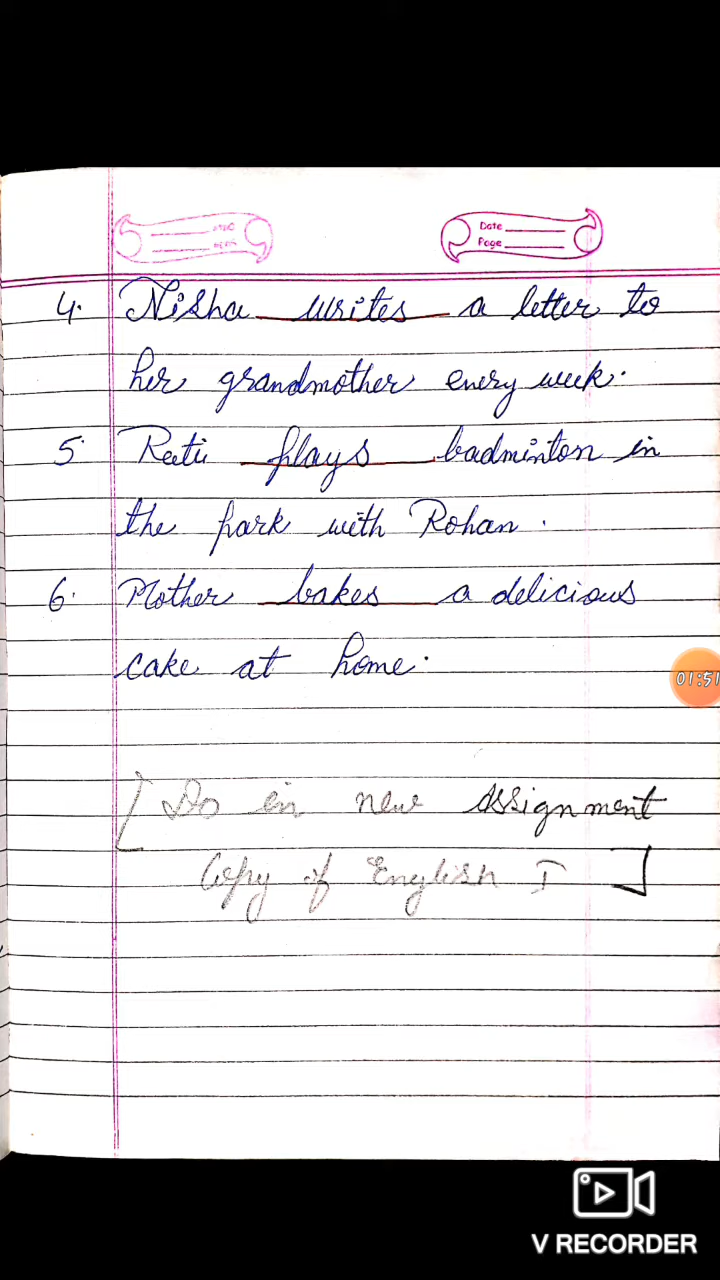 Date
Page
4. Nisha writes a letter to
her grandmother every week.
5. Reetu plays badminton in
the park with Rohan.
6. Mother bakes a delicious
cake at home.
[Do in new Assignment
Copy of English I]
01:51
V RECORDER